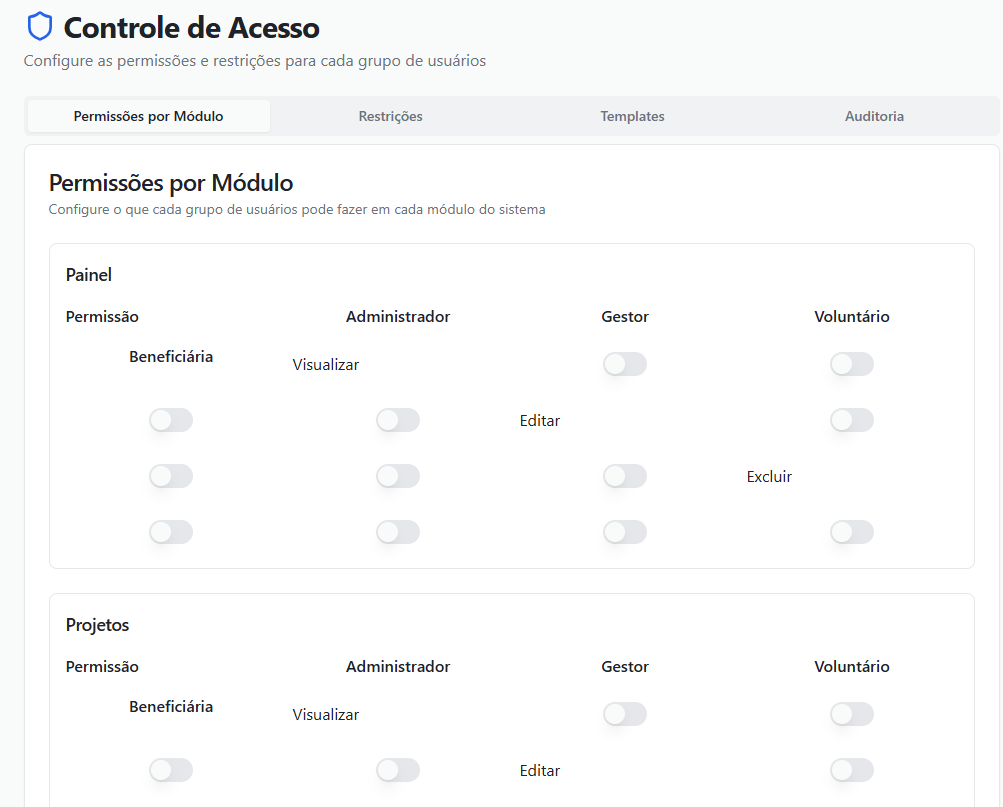 Controle de Acesso
Configure as permissões e restrições para cada grupo de usuários
Permissões por Módulo Restrições Templates Auditoria
Permissões por Módulo
Configure o que cada grupo de usuários pode fazer em cada módulo do sistema
Painel
Permissão Administrador Gestor Voluntário
Beneficiária Visualizar
Editar
Excluir
Projetos
Permissão Administrador Gestor Voluntário
Beneficiária Visualizar
Editar